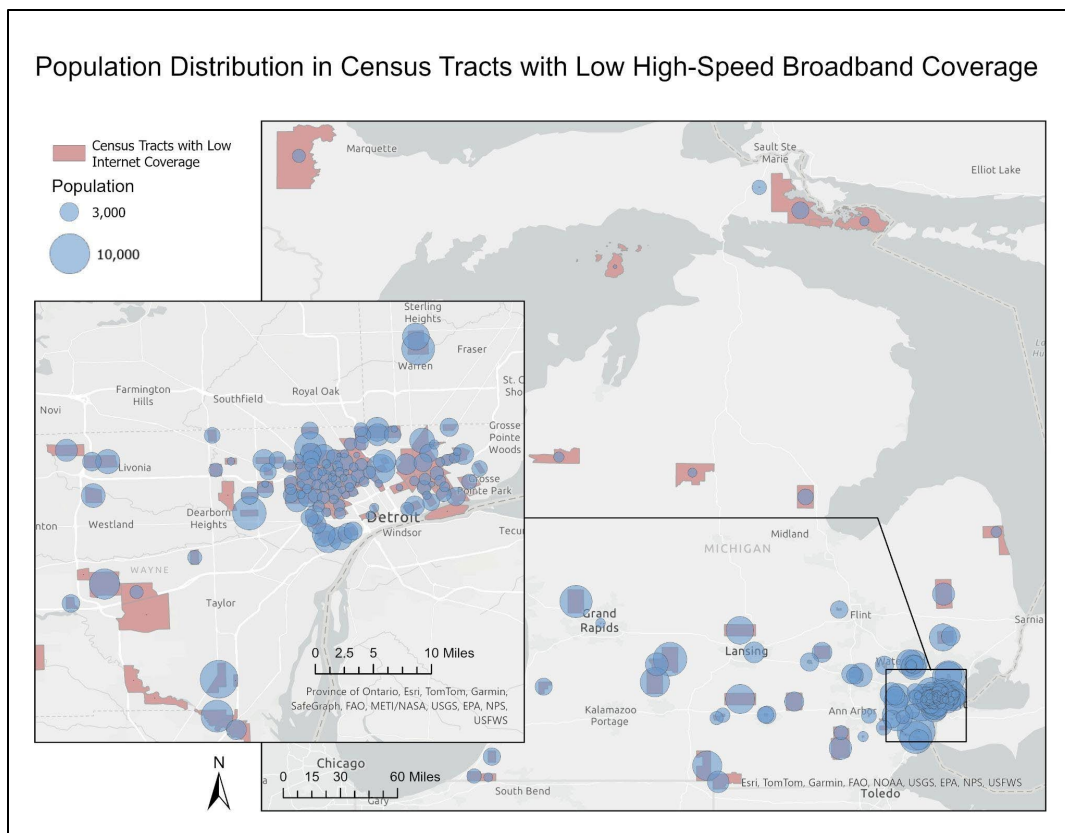 Population Distribution in Census Tracts with Low High-Speed Broadband Coverage
Census Tracts with Low
Internet Coverage
Population
3,000
10,000
Marquette
Sault Ste
Marie
Elliot Lake
MICHIGAN
Midland
Flint
Sarnia
Grand
Rapids
Lansing
Kalamazoo
Portage
Ann Arbor
Toledo
South Bend
Chicago
Gary
Sterling
Heights
Fraser
Warren
Royal Oak
Farmington
Hills
Southfield
Novi
Livonia
Grosse
Pointe
Woods
Grosse
Pointe Park
Westland
Dearborn
Heights
Detroit
Windsor
WAYNE
Taylor
0 2.5 5 10 Miles
Province of Ontario, Esri, TomTom, Garmin,
SafeGraph, FAO, METI/NASA, USGS, EPA, NPS,
USFWS
N
0 15 30 60 Miles
Esri, TomTom, Garmin, FAO, NOAA, USGS, EPA, NPS, USFWS